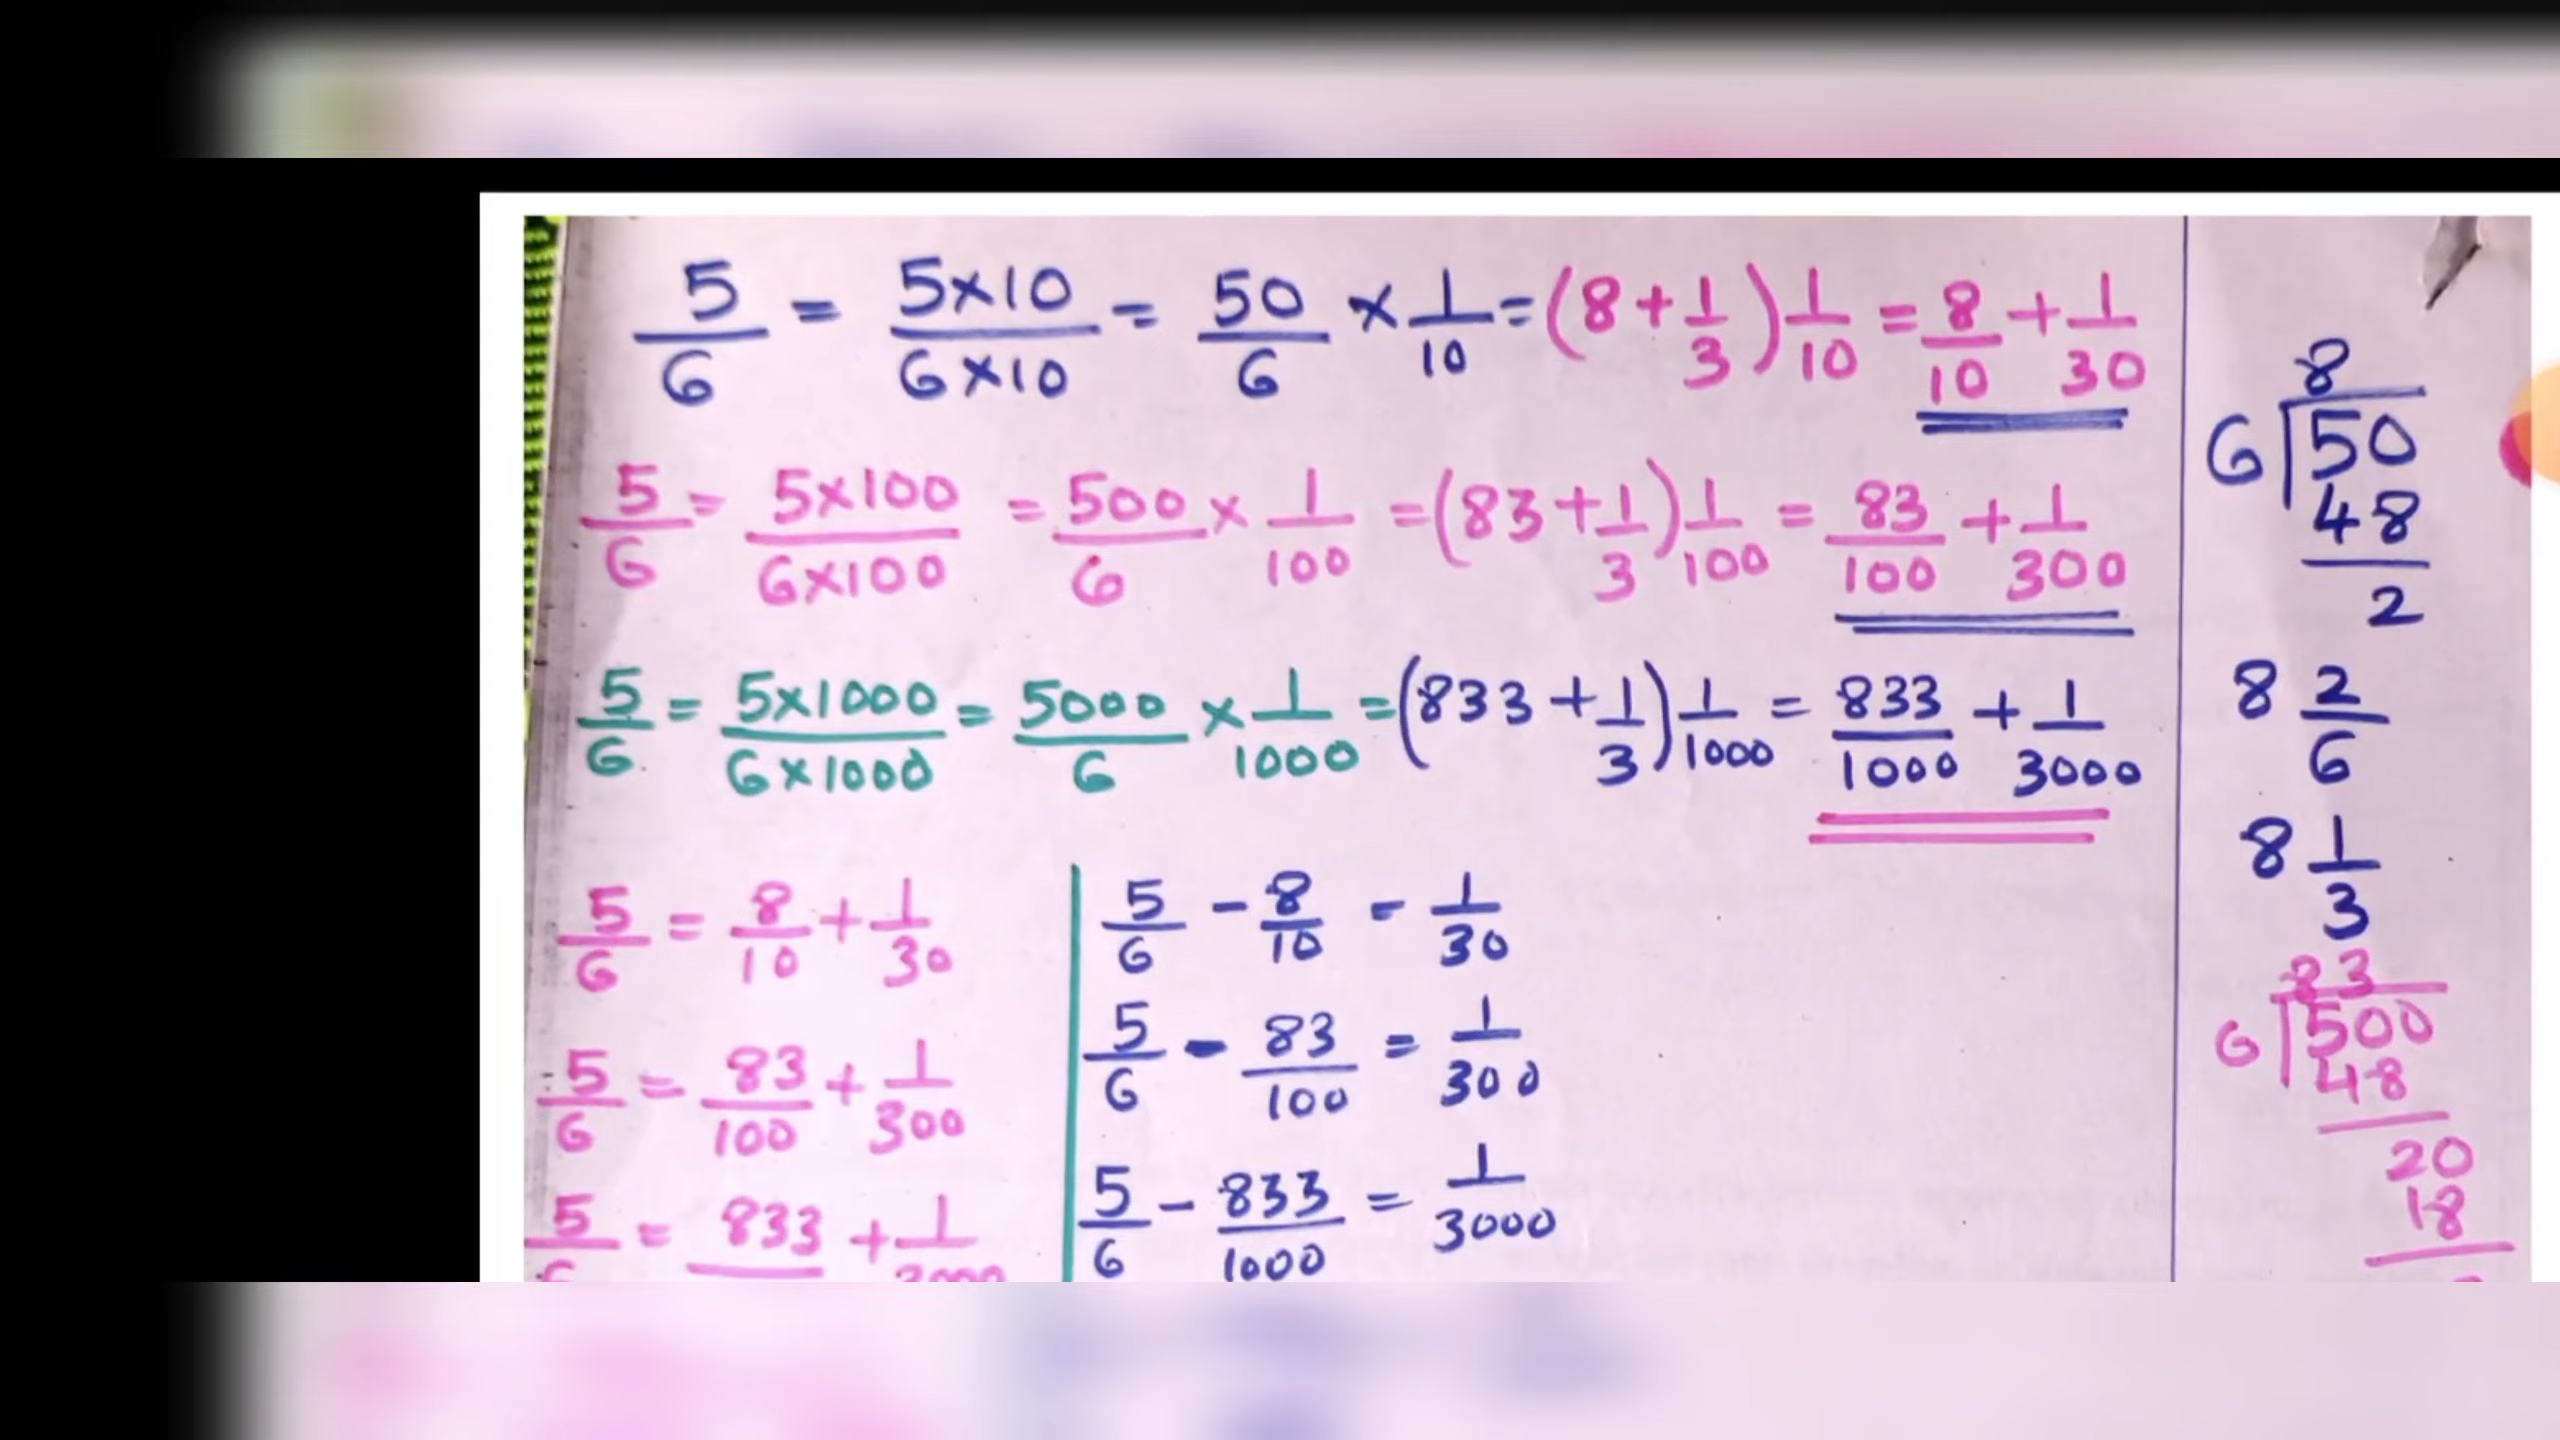 5/6 = 5×10/6×10 = 50/6 × 1/10 = (8 + 1/3) 1/10 = 8/10 + 1/30
5/6 = 5×100/6×100 = 500/6 × 1/100 = (83 + 1/3) 1/100 = 83/100 + 1/300
5/6 = 5×1000/6×1000 = 5000/6 × 1/1000 = (833 + 1/3) 1/1000 = 833/1000 + 1/3000
5/6 = 8/10 + 1/30
5/6 = 83/100 + 1/300
5/6 = 833 + 1/3000
5/6 - 8/10 = 1/30
5/6 - 83/100 = 1/300
5/6 - 833/1000 = 1/3000
8
6 50
48
2
8 2/6
8 1/3
83
6 500
48
20
18